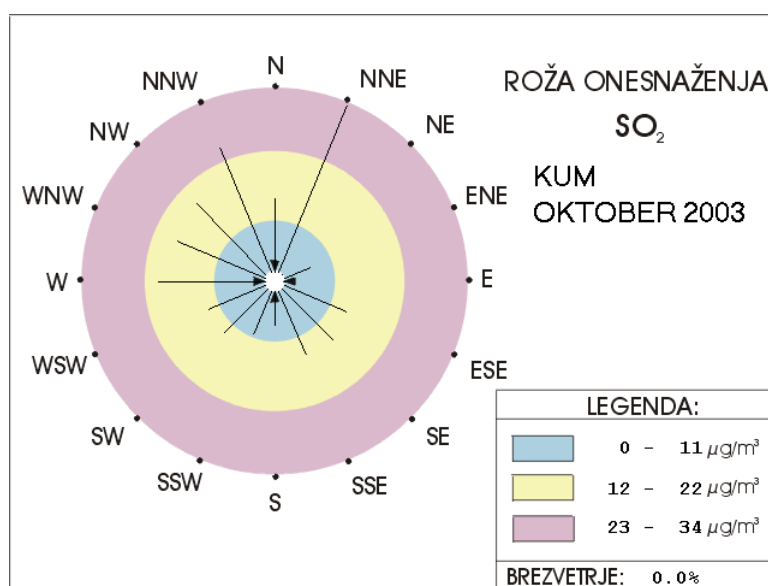 ROŽA ONESNAŽENJA
SO₂
KUM
OKTOBER 2003
N
NNE
NE
ENE
E
ESE
SE
SSE
S
SSW
SW
WSW
W
WNW
NW
NNW
LEGENDA:
0 - 11 µg/m³
12 - 22 µg/m³
23 - 34 µg/m³
BREZVETRJE: 0.0%